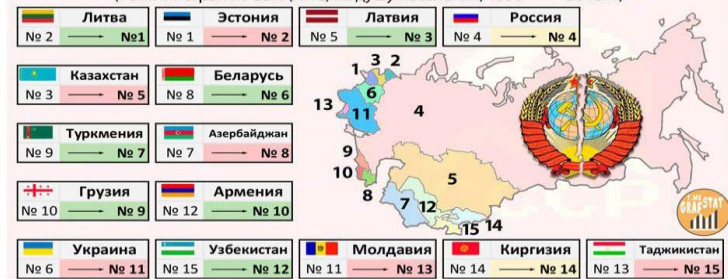 Литва Эстония Латвия Россия
№ 2 → №1 № 1 → № 2 № 5 → № 3 № 4 → № 4
Казахстан Беларусь
№ 3 → № 5 № 8 → № 6
Туркмения Азербайджан
№ 9 → № 7 № 7 → № 8
Грузия Армения
№ 10 → № 9 № 12 → № 10
Украина Узбекистан Молдавия Киргизия Таджикистан
№ 6 → № 11 № 15 → № 12 № 11 → № 13 № 14 → № 14 № 13 → № 15
1 3 2
6
13 11 4
9
10 5
8 7 12
15 14
GRAFSTAT